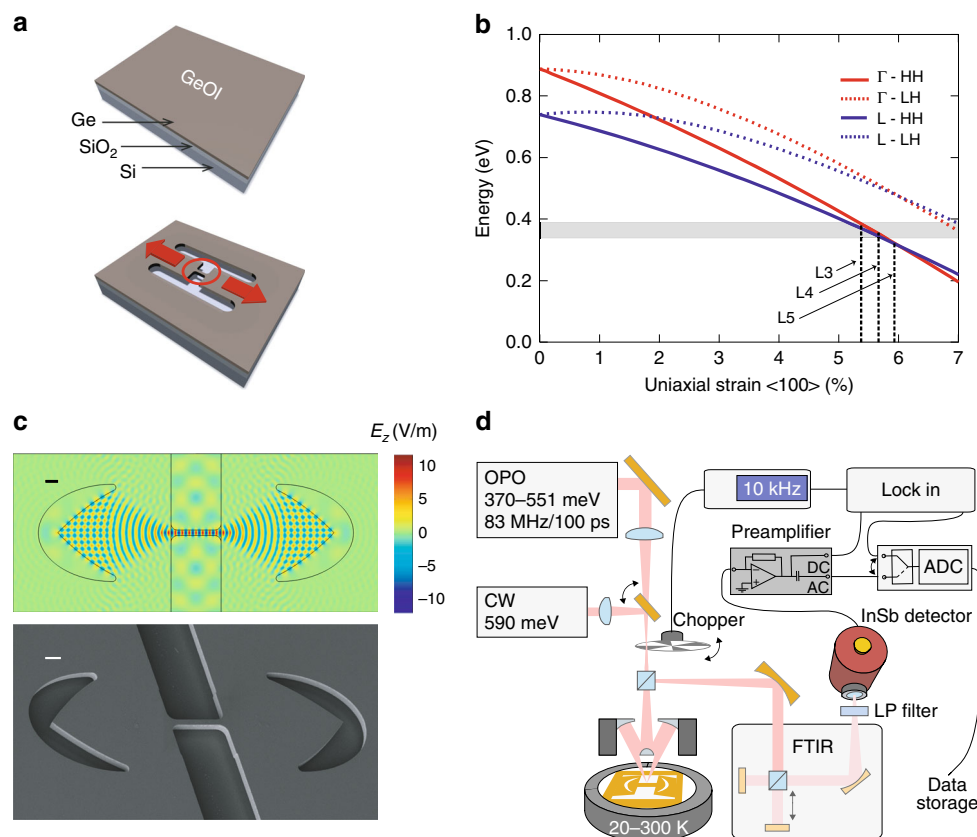 a
GeOI
Ge
SiO₂
Si
b
1.0
0.8
0.6
0.4
0.2
0.0
Energy (eV)
Γ - HH
Γ - LH
L - HH
L - LH
L3
L4
L5
0 1 2 3 4 5 6 7
Uniaxial strain <100> (%)
c
E_z (V/m)
10
5
0
−5
−10
d
OPO
370–551 meV
83 MHz/100 ps
CW
590 meV
10 kHz
Lock in
Preamplifier
DC
AC
ADC
Chopper
InSb detector
LP filter
FTIR
Data
storage
20–300 K